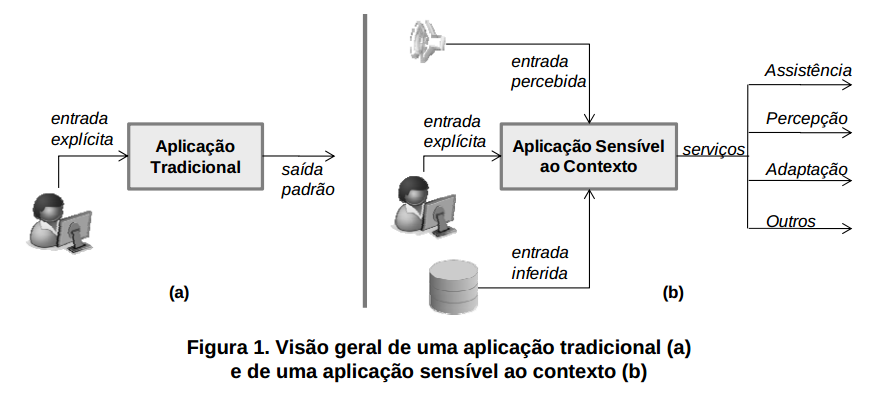 entrada
explícita
Aplicação
Tradicional
saída
padrão
(a)
entrada
percebida
entrada
explícita
Aplicação Sensível
ao Contexto
entrada
inferida
serviços
Assistência
Percepção
Adaptação
Outros
(b)
Figura 1. Visão geral de uma aplicação tradicional (a)
e de uma aplicação sensível ao contexto (b)